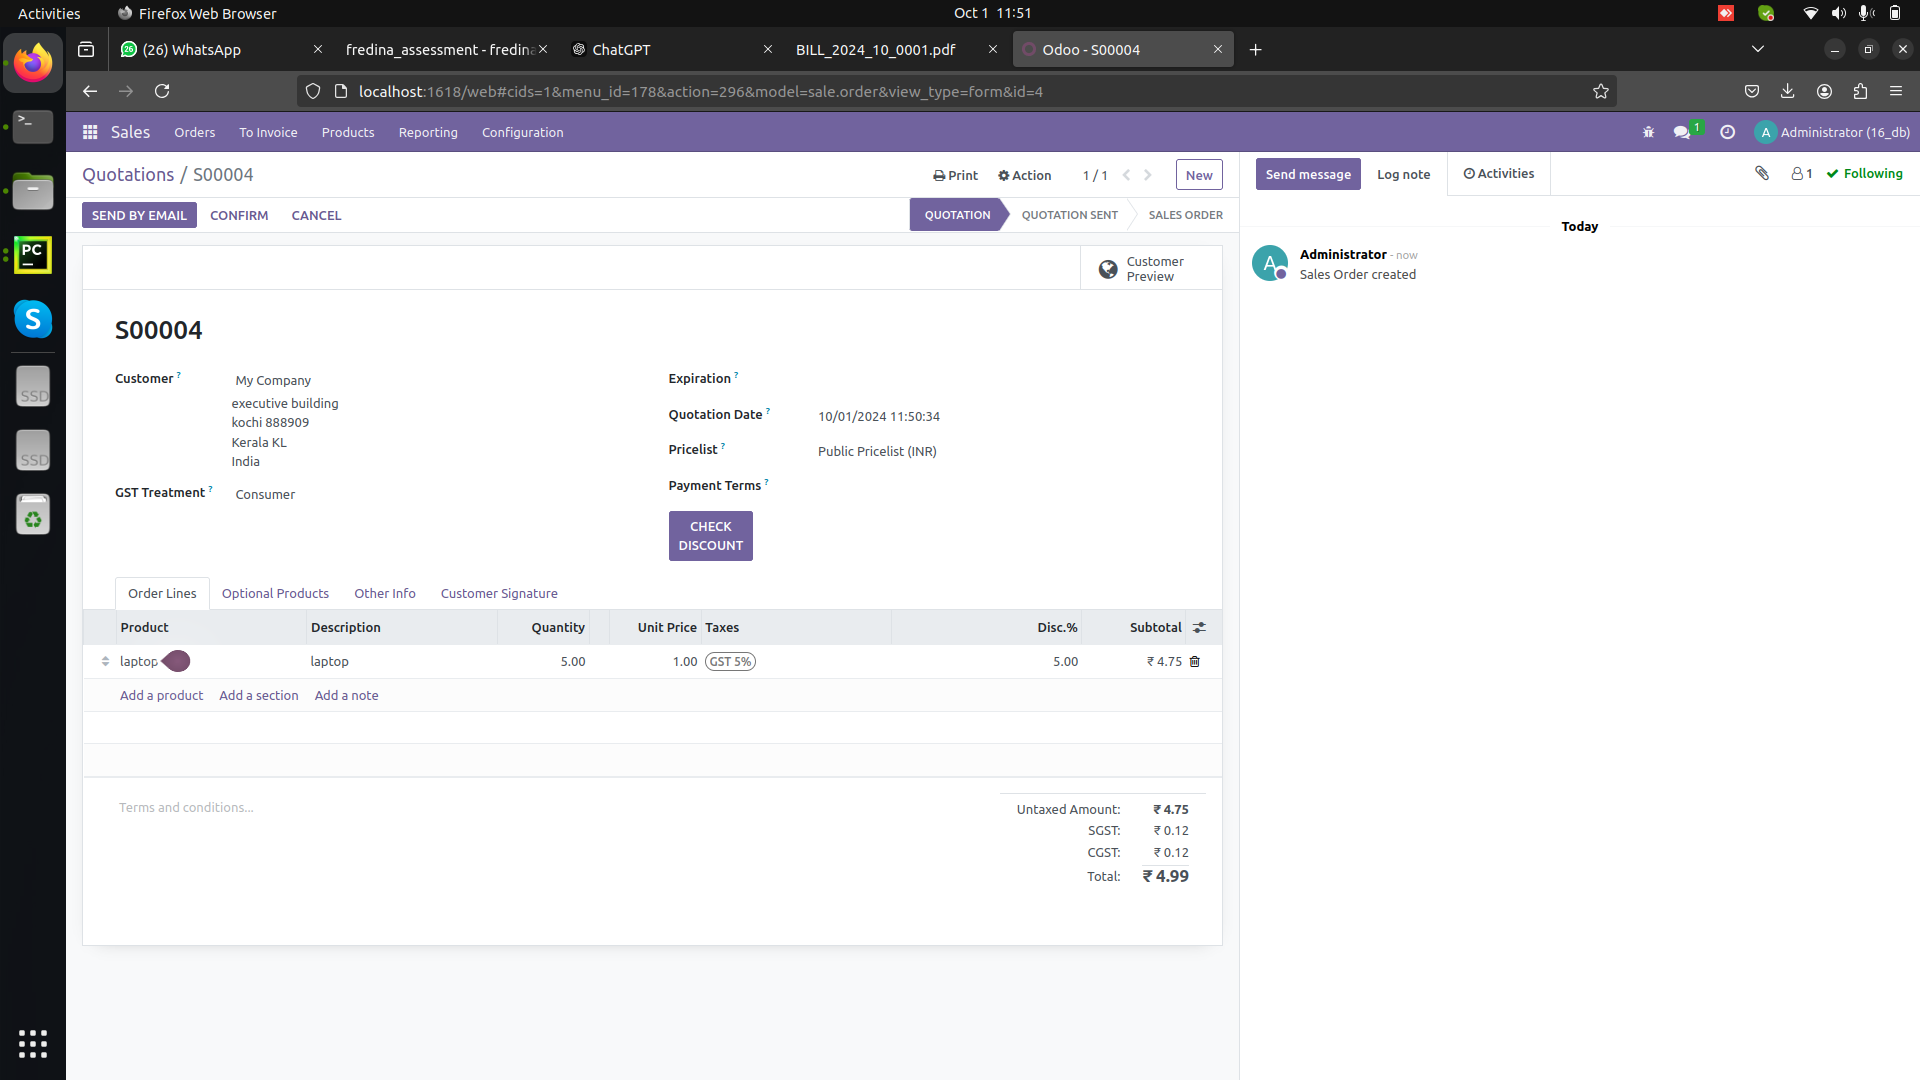 Activities
Firefox Web Browser
Oct 1 11:51
(26) WhatsApp
fredina_assessment - fredina
ChatGPT
BILL_2024_10_0001.pdf
Odoo - S00004
localhost:1618/web#cids=1&menu_id=178&action=296&model=sale.order&view_type=form&id=4
Sales
Orders
To Invoice
Products
Reporting
Configuration
1
A
Administrator (16_db)
Quotations / S00004
Print
Action
1 / 1
New
Send message
Log note
Activities
1
Following
SEND BY EMAIL
CONFIRM
CANCEL
QUOTATION
QUOTATION SENT
SALES ORDER
Today
Customer
Preview
A
Administrator - now
Sales Order created
S00004
Customer ?
My Company
executive building
kochi 888909
Kerala KL
India
GST Treatment ?
Consumer
Expiration ?
Quotation Date ?
10/01/2024 11:50:34
Pricelist ?
Public Pricelist (INR)
Payment Terms ?
CHECK
DISCOUNT
Order Lines
Optional Products
Other Info
Customer Signature
Product
Description
Quantity
Unit Price
Taxes
Disc.%
Subtotal
laptop
laptop
5.00
1.00
GST 5%
5.00
₹ 4.75
Add a product
Add a section
Add a note
Terms and conditions...
Untaxed Amount: ₹ 4.75
SGST: ₹ 0.12
CGST: ₹ 0.12
Total: ₹ 4.99
PC
S
SSD
SSD